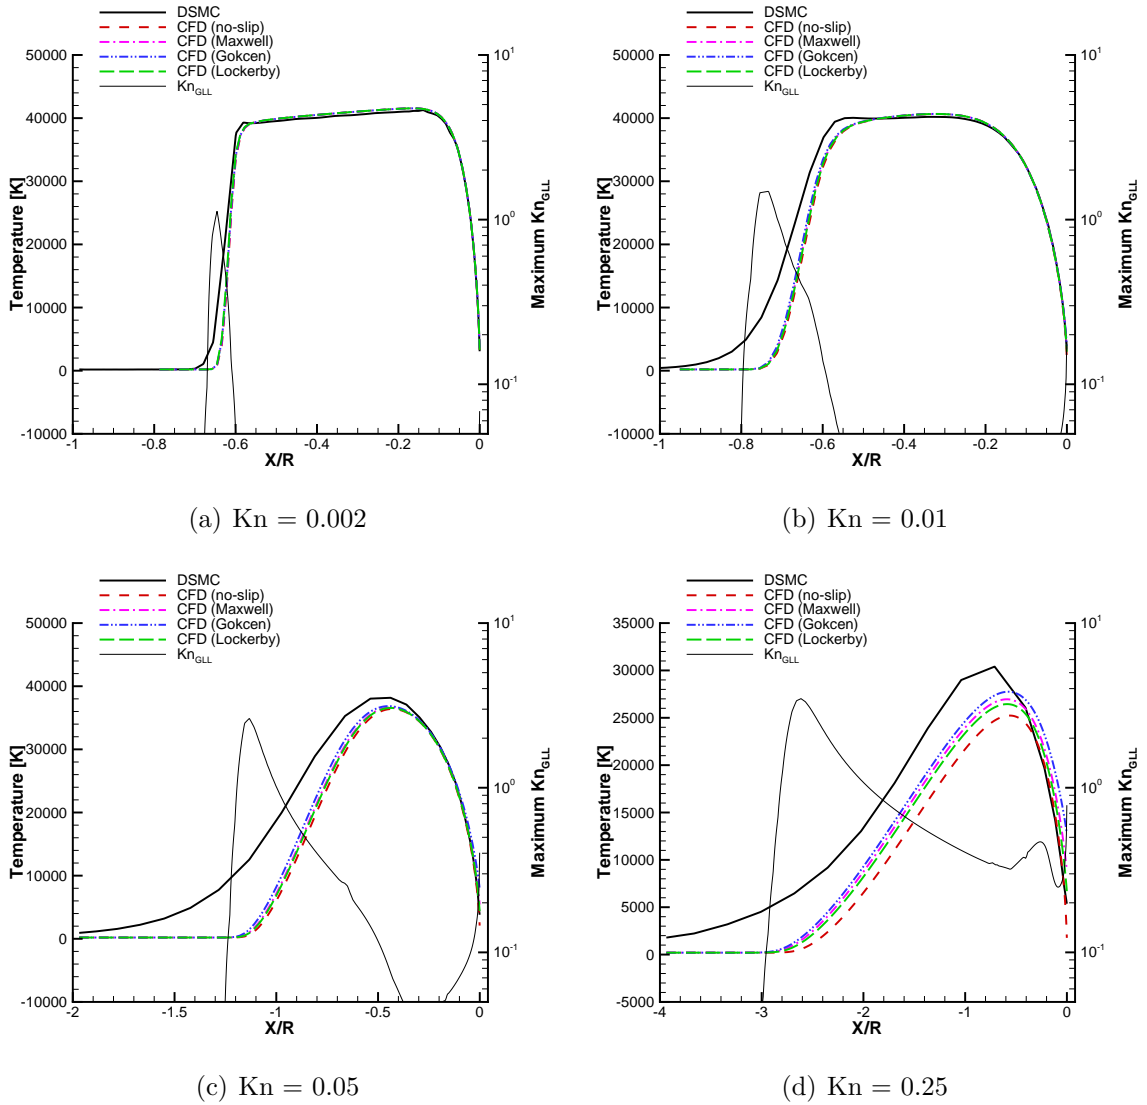 DSMC
CFD (no-slip)
CFD (Maxwell)
CFD (Gokcen)
CFD (Lockerby)
Kn_GLL
50000
40000
30000
20000
10000
0
-10000
Temperature [K]
-1
-0.8
-0.6
-0.4
-0.2
0
X/R
10^1
10^0
10^-1
Maximum Kn_GLL
(a) Kn = 0.002
DSMC
CFD (no-slip)
CFD (Maxwell)
CFD (Gokcen)
CFD (Lockerby)
Kn_GLL
50000
40000
30000
20000
10000
0
-10000
Temperature [K]
-1
-0.8
-0.6
-0.4
-0.2
0
X/R
10^1
10^0
10^-1
Maximum Kn_GLL
(b) Kn = 0.01
DSMC
CFD (no-slip)
CFD (Maxwell)
CFD (Gokcen)
CFD (Lockerby)
Kn_GLL
50000
40000
30000
20000
10000
0
-10000
Temperature [K]
-2
-1.5
-1
-0.5
0
X/R
10^1
10^0
10^-1
Maximum Kn_GLL
(c) Kn = 0.05
DSMC
CFD (no-slip)
CFD (Maxwell)
CFD (Gokcen)
CFD (Lockerby)
Kn_GLL
35000
30000
25000
20000
15000
10000
5000
0
-5000
Temperature [K]
-4
-3
-2
-1
0
X/R
10^1
10^0
10^-1
Maximum Kn_GLL
(d) Kn = 0.25